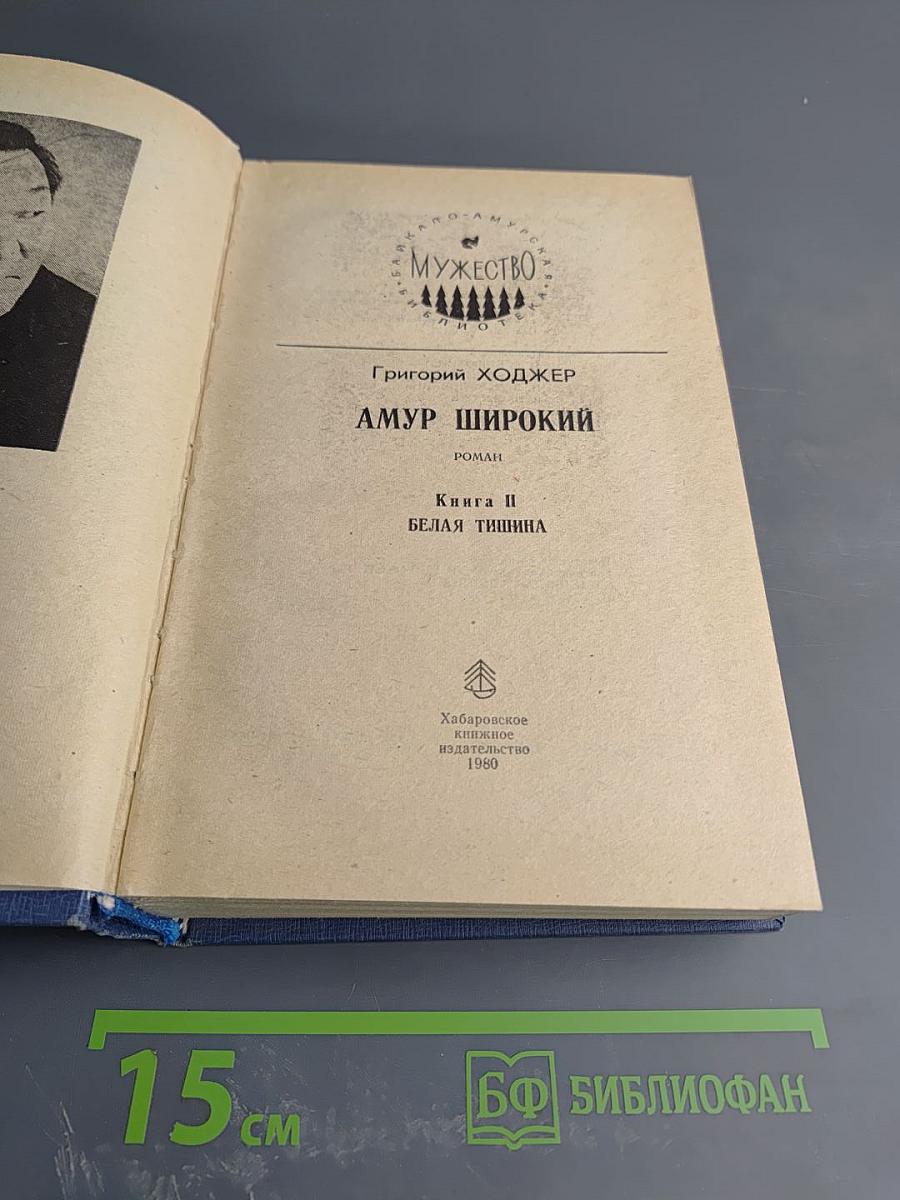 БАЙКАЛО-АМУРСКАЯ
МУЖЕСТВО
БИБЛИОТЕКА
Григорий ХОДЖЕР
АМУР ШИРОКИЙ
РОМАН
Книга II
БЕЛАЯ ТИШИНА
Хабаровское
книжное
издательство
1980
15 см
БФ БИБЛИОФАН